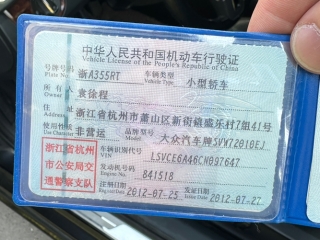 中华人民共和国机动车行驶证
Vehicle License of the People's Republic of China
号牌号码 浙A355RT 车辆类型 小型轿车
Plate No. Vehicle Type
所有人 袁徐程
Owner
住址 浙江省杭州市萧山区新街镇盛乐村7组41号
Address
使用性质 非营运 品牌型号 大众汽车牌SVW7201BEJ
Use Character Model
浙江省杭州 车辆识别代号 LSVCE6A46CN097647
VIN
市公安局交 发动机号码 841518
Engine No.
通警察支队 注册日期 2012-07-25 发证日期 2012-07-27
Register Date Issue Date